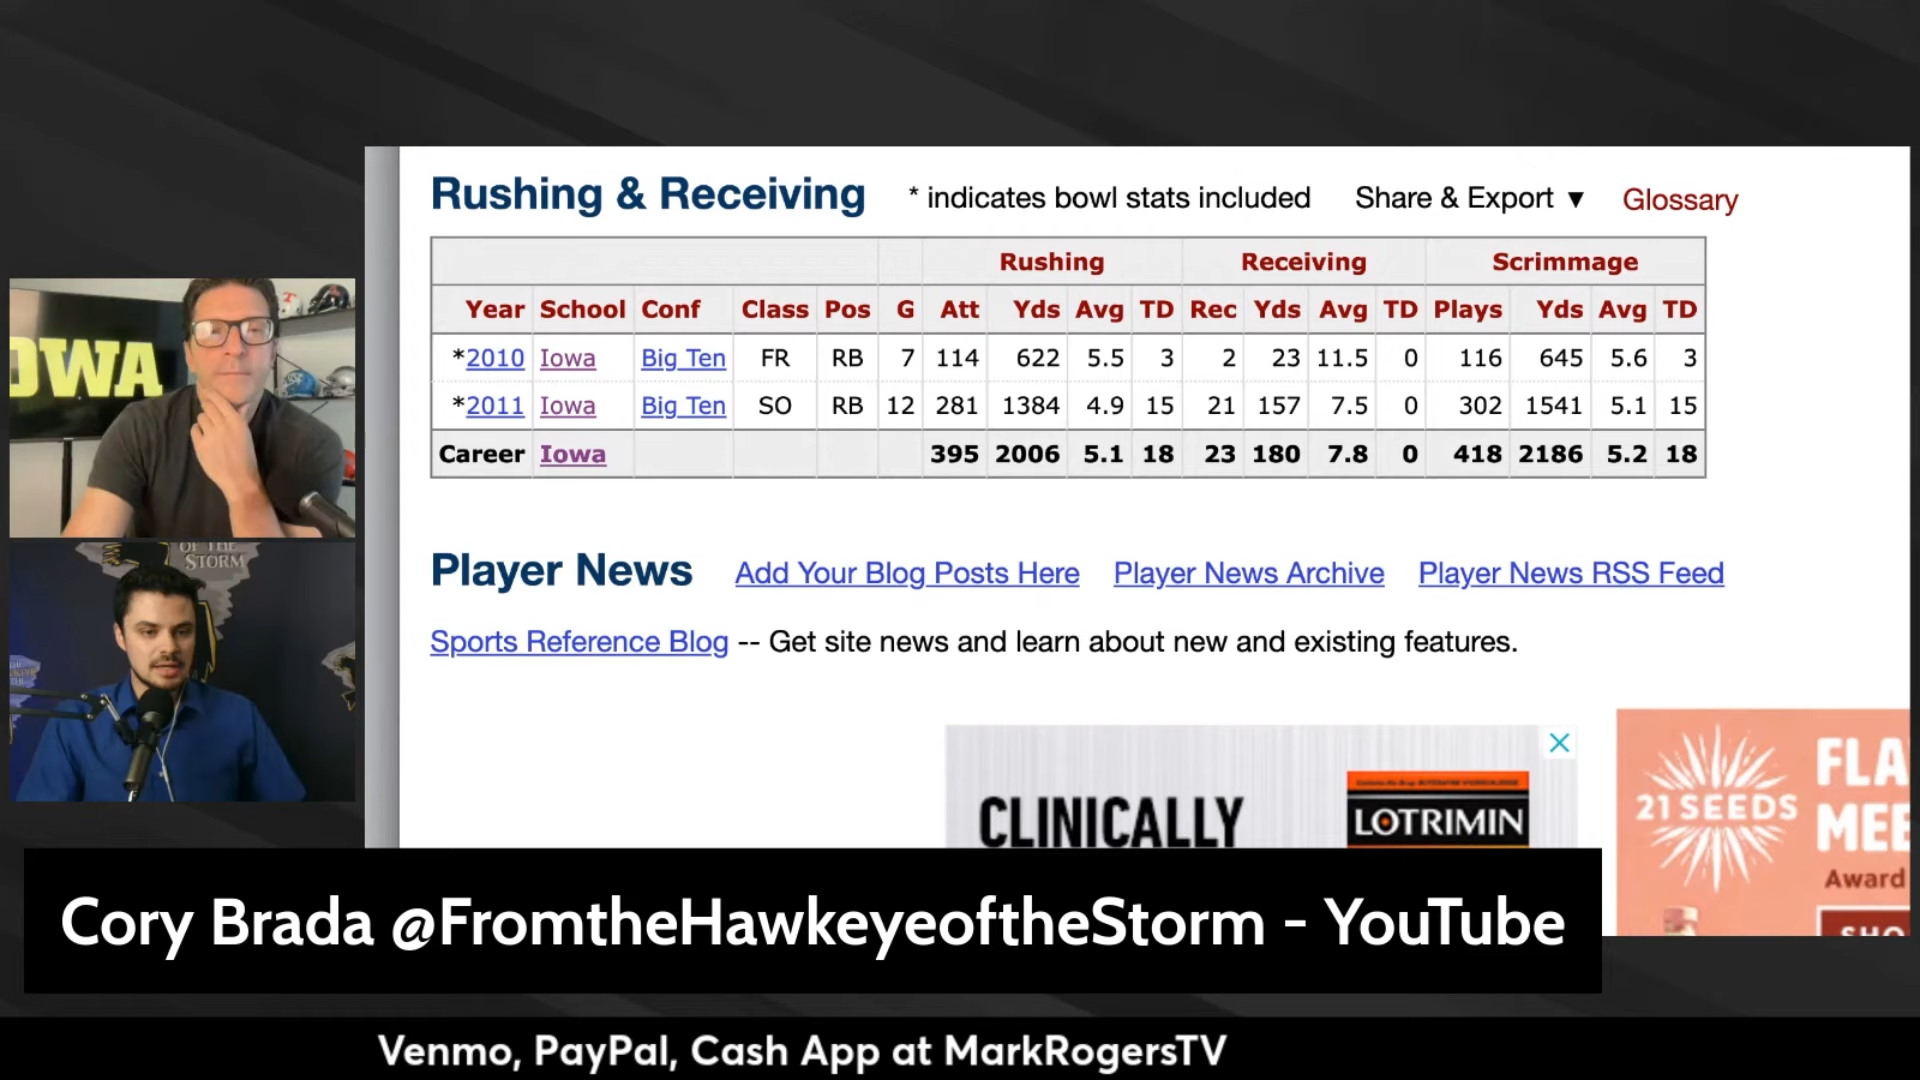 Rushing & Receiving * indicates bowl stats included Share & Export ▼ Glossary
Rushing Receiving Scrimmage
Year School Conf Class Pos G Att Yds Avg TD Rec Yds Avg TD Plays Yds Avg TD
*2010 Iowa Big Ten FR RB 7 114 622 5.5 3 2 23 11.5 0 116 645 5.6 3
*2011 Iowa Big Ten SO RB 12 281 1384 4.9 15 21 157 7.5 0 302 1541 5.1 15
Career Iowa 395 2006 5.1 18 23 180 7.8 0 418 2186 5.2 18
OWA
Player News Add Your Blog Posts Here Player News Archive Player News RSS Feed
OF THE
STORM
Sports Reference Blog -- Get site news and learn about new and existing features.
CLINICALLY
LOTRIMIN
21 SEEDS
FLA
MEE
Award
SHO
Cory Brada @FromtheHawkeyeoftheStorm - YouTube
Venmo, PayPal, Cash App at MarkRogersTV